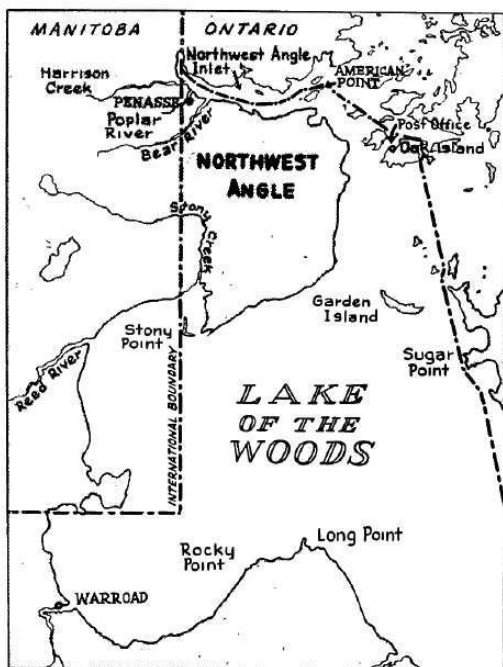 MANITOBA
ONTARIO
Northwest Angle
Inlet
Harrison
Creek
AMERICAN
POINT
PENASSE
Poplar
River
Post Office
Oak Island
Bear River
NORTHWEST
ANGLE
Stony
Creek
Garden
Island
Stony
Point
Sugar
Point
Reed River
INTERNATIONAL BOUNDARY
LAKE
OF THE
WOODS
Long Point
Rocky
Point
WARROAD